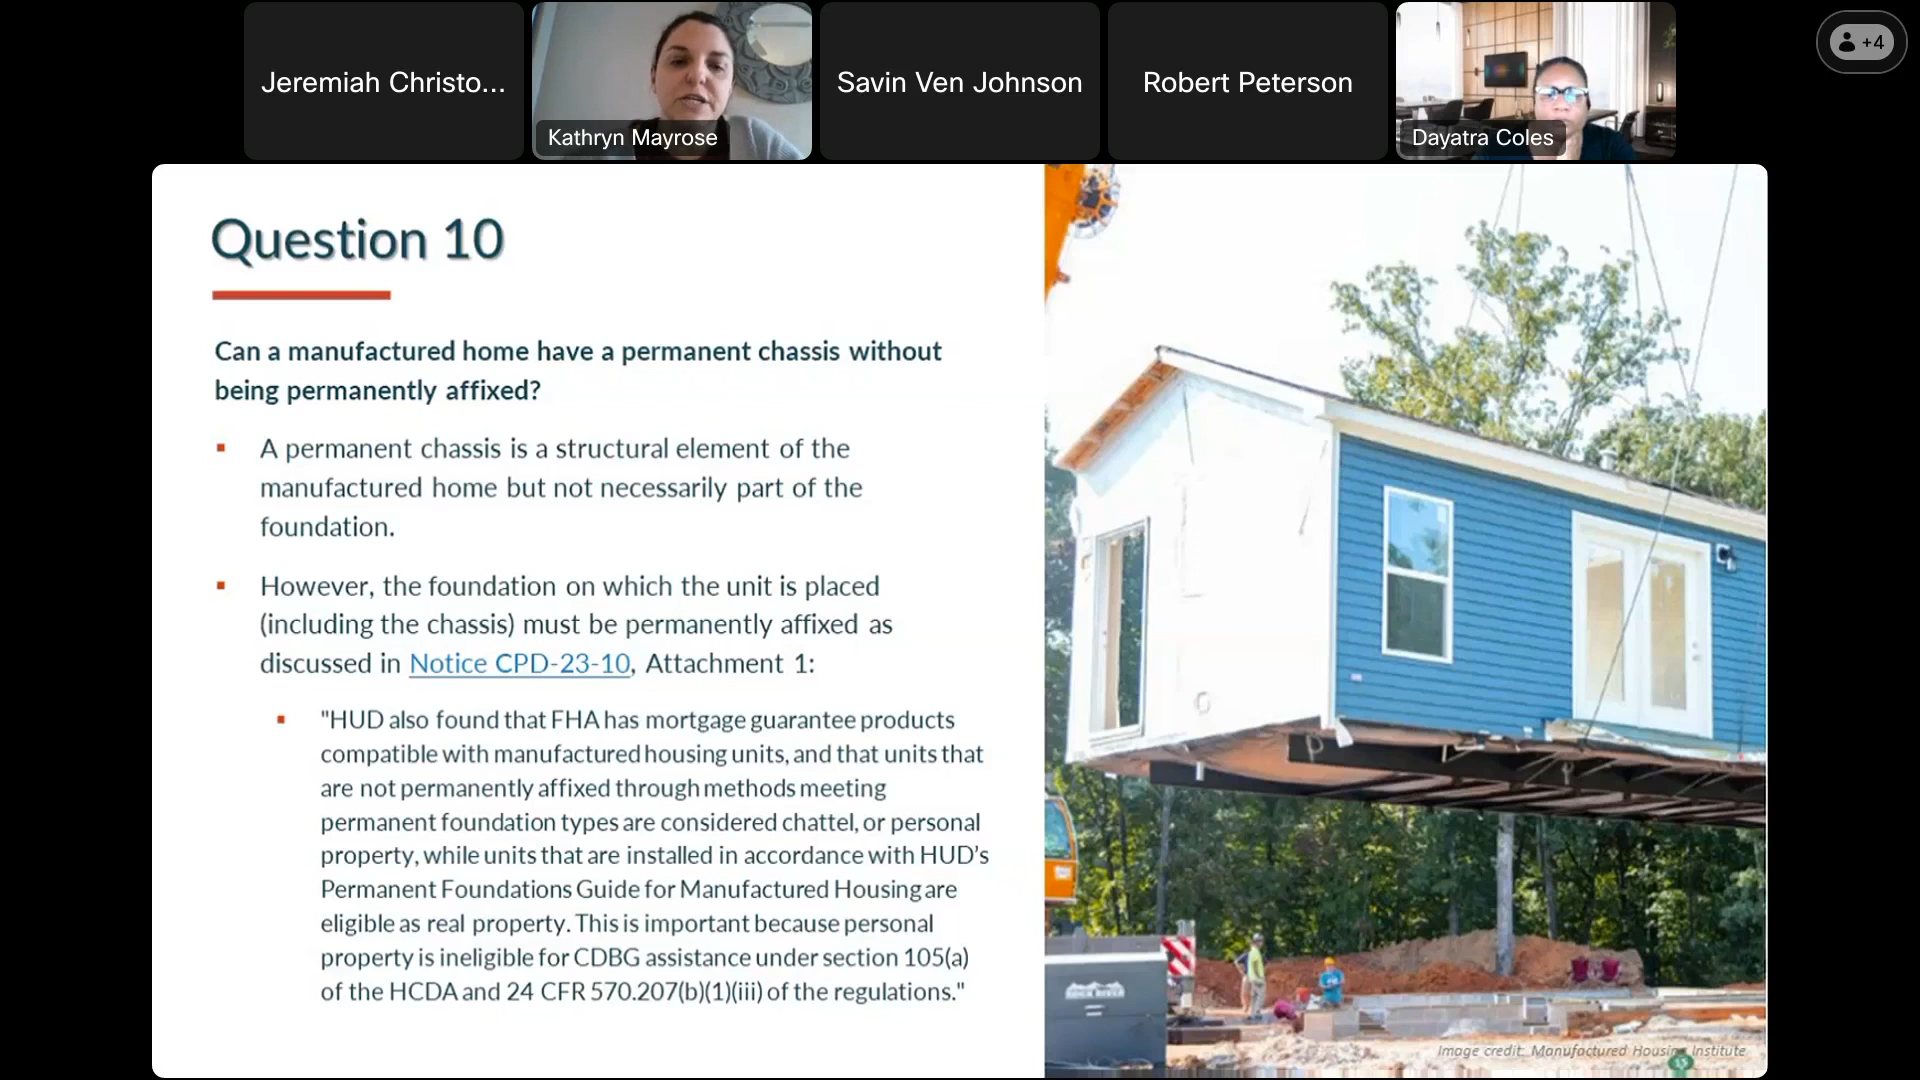 Jeremiah Christo...
Kathryn Mayrose
Savin Ven Johnson
Robert Peterson
Dayatra Coles
+4
Question 10
Can a manufactured home have a permanent chassis without
being permanently affixed?
A permanent chassis is a structural element of the
manufactured home but not necessarily part of the
foundation.
However, the foundation on which the unit is placed
(including the chassis) must be permanently affixed as
discussed in Notice CPD-23-10, Attachment 1:
"HUD also found that FHA has mortgage guarantee products
compatible with manufactured housing units, and that units that
are not permanently affixed through methods meeting
permanent foundation types are considered chattel, or personal
property, while units that are installed in accordance with HUD's
Permanent Foundations Guide for Manufactured Housing are
eligible as real property. This is important because personal
property is ineligible for CDBG assistance under section 105(a)
of the HCDA and 24 CFR 570.207(b)(1)(iii) of the regulations."
Image credit: Manufactured Housing Institute
15